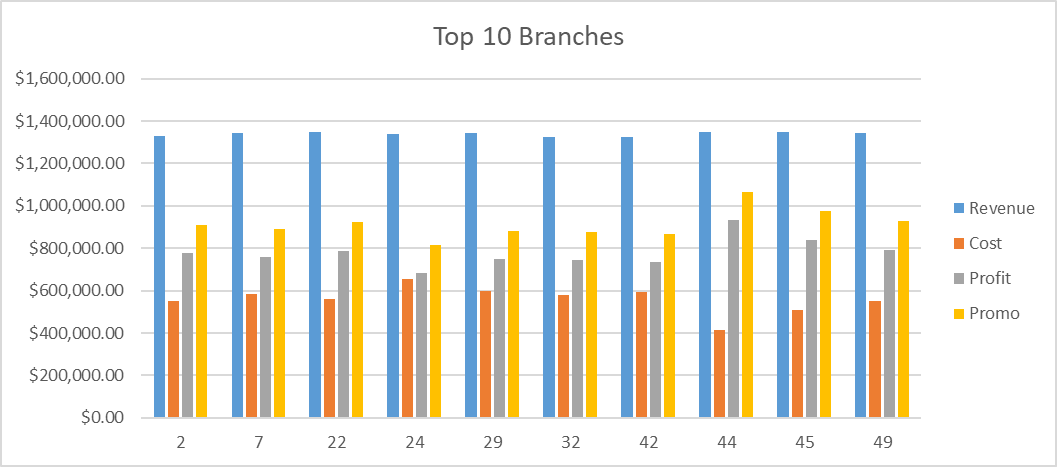 Top 10 Branches
$1,600,000.00
$1,400,000.00
$1,200,000.00
$1,000,000.00
$800,000.00
$600,000.00
$400,000.00
$200,000.00
$0.00
2 7 22 24 29 32 42 44 45 49
Revenue
Cost
Profit
Promo